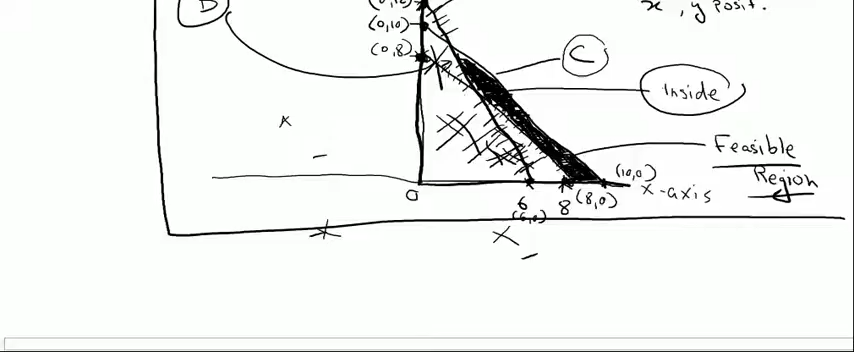 x , y posit.
D
(0,10)
(0,8)
C
Inside
Feasible
Region
(10,0)
x-axis
0
6
(6,0)
8
(8,0)